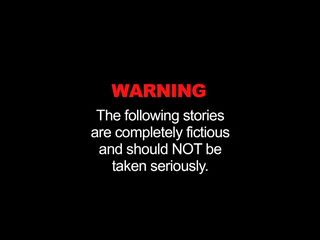 WARNING
The following stories
are completely fictious
and should NOT be
taken seriously.